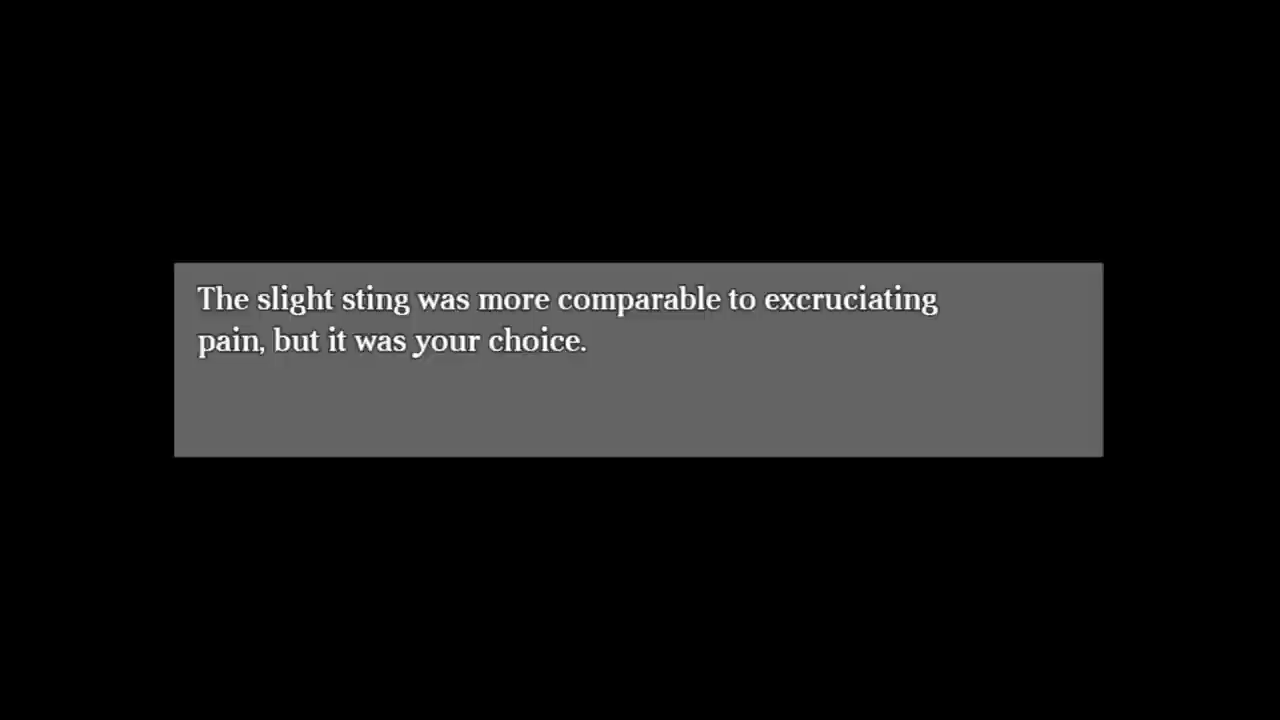 The slight sting was more comparable to excruciating
pain, but it was your choice.